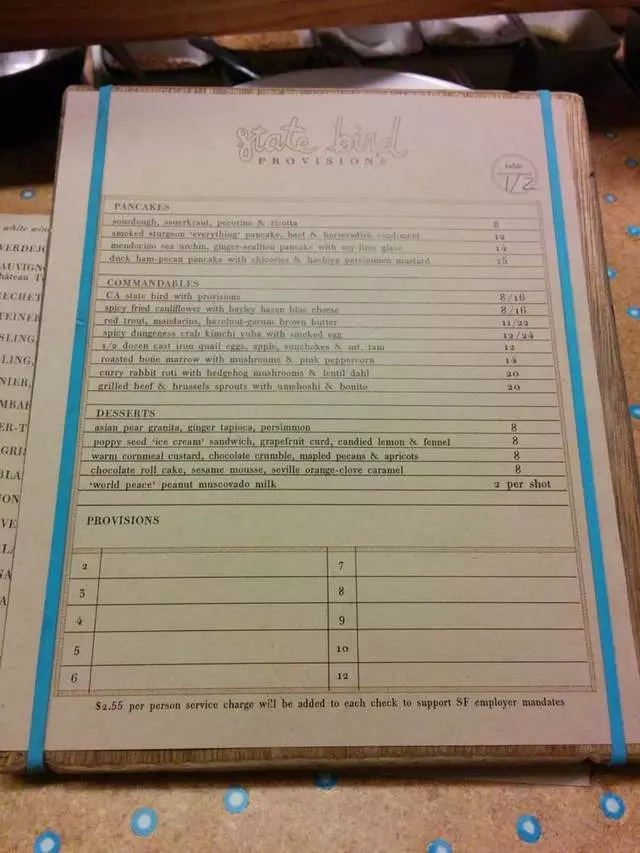 state bird
PROVISIONS
table
1/2
PANCAKES
sourdough, sauerkraut, pecorino & ricotta 8
smoked sturgeon 'everything' pancake, beet & horseradish condiment 12
mendocino sea urchin, ginger-scallion pancake with soy-lime glaze 14
duck ham-pecan pancake with chicories & hachiya persimmon mustard 15
COMMANDABLES
CA state bird with provisions 8/16
spicy fried cauliflower with bayley hazen blue cheese 8/16
red trout, mandarins, hazelnut-garum brown butter 11/22
spicy dungeness crab kimchi yuba with smoked egg 12/24
1/2 dozen cast iron quail eggs, apple, sunchokes & mt. tam 12
roasted bone marrow with mushrooms & pink peppercorn 14
curry rabbit roti with hedgehog mushrooms & lentil dahl 20
grilled beef & brussels sprouts with umeboshi & bonito 20
DESSERTS
asian pear granita, ginger tapioca, persimmon 8
poppy seed 'ice cream' sandwich, grapefruit curd, candied lemon & fennel 8
warm cornmeal custard, chocolate crumble, mapled pecans & apricots 8
chocolate roll cake, sesame mousse, seville orange-clove caramel 8
'world peace' peanut muscovado milk 2 per shot
PROVISIONS
2 7
3 8
4 9
5 10
6 12
$2.55 per person service charge will be added to each check to support SF employer mandates
white win
VERDEJ